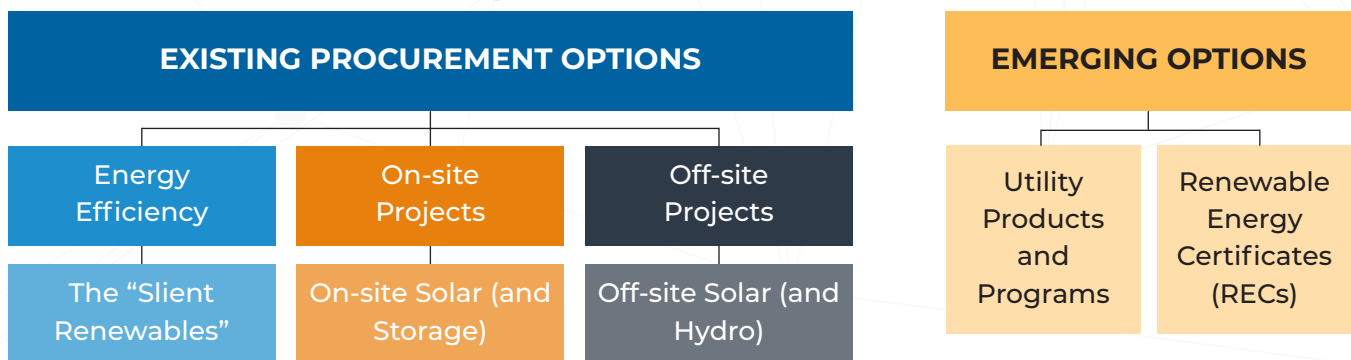 EXISTING PROCUREMENT OPTIONS
Energy
Efficiency
On-site
Projects
Off-site
Projects
The “Slient
Renewables”
On-site Solar (and
Storage)
Off-site Solar (and
Hydro)
EMERGING OPTIONS
Utility
Products
and
Programs
Renewable
Energy
Certificates
(RECs)